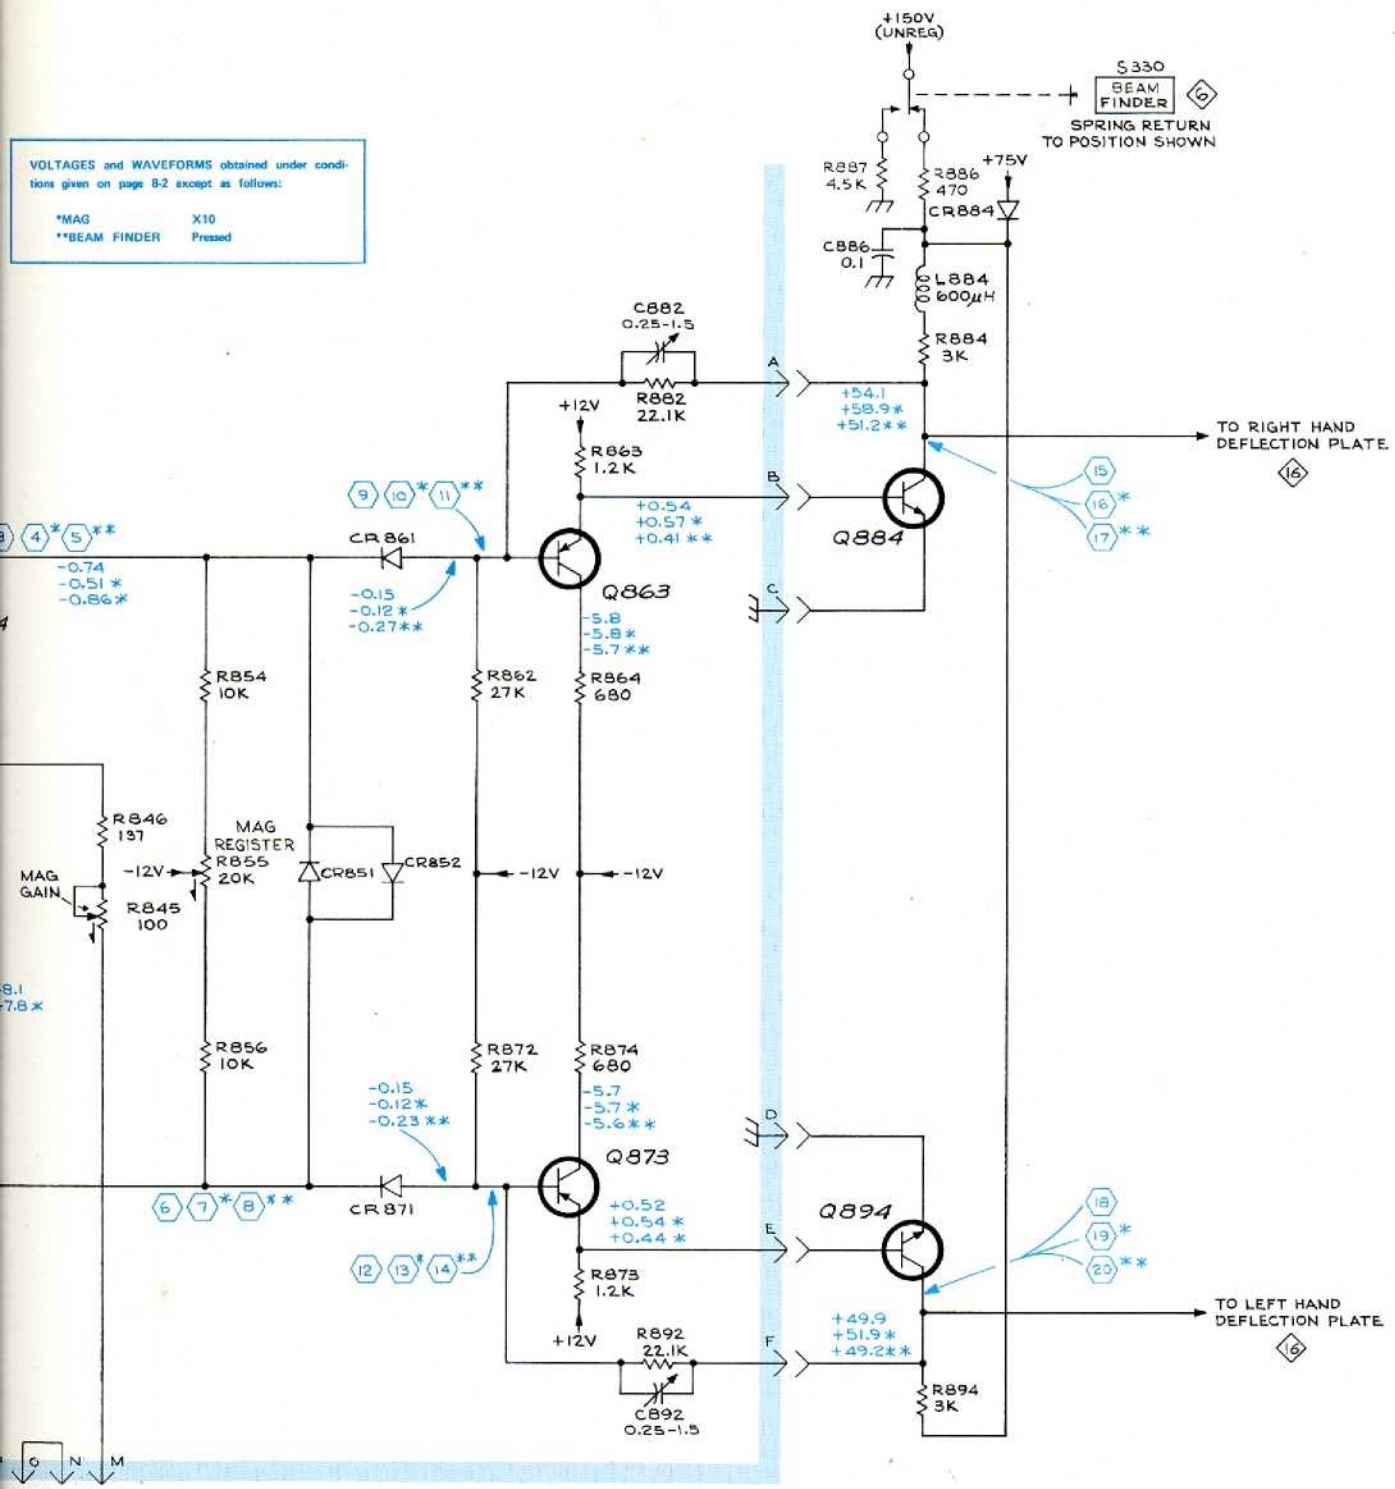 +150V
(UNREG)
S330
BEAM
FINDER
6
SPRING RETURN
TO POSITION SHOWN
VOLTAGES and WAVEFORMS obtained under condi-
tions given on page 8-2 except as follows:
*MAG X10
**BEAM FINDER Pressed
R887
4.5K
R886
470
+75V
CR884
C886
0.1
L884
600µH
R884
3K
C882
0.25-1.5
R882
22.1K
A
+54.1
+58.9*
+51.2**
TO RIGHT HAND
DEFLECTION PLATE
16
+12V
R863
1.2K
B
+0.54
+0.57*
+0.41**
Q884
15
16*
17**
9 10* 11**
4* 5**
CR861
-0.74
-0.51*
-0.86*
-0.15
-0.12*
-0.27**
Q863
C
-5.8
-5.8*
-5.7**
R854
10K
R862
27K
R864
680
R846
137
MAG
REGISTER
R855
20K
-12V
CR851
CR852
-12V
-12V
MAG
GAIN
R845
100
8.1
7.8*
R856
10K
R872
27K
R874
680
-0.15
-0.12*
-0.23**
-5.7
-5.7*
-5.6**
D
Q873
6 7* 8**
CR871
+0.52
+0.54*
+0.44*
E
Q894
18
19*
20**
12 13* 14**
R873
1.2K
+12V
TO LEFT HAND
DEFLECTION PLATE
16
R892
22.1K
F
+49.9
+51.9*
+49.2**
C892
0.25-1.5
R894
3K
O N M